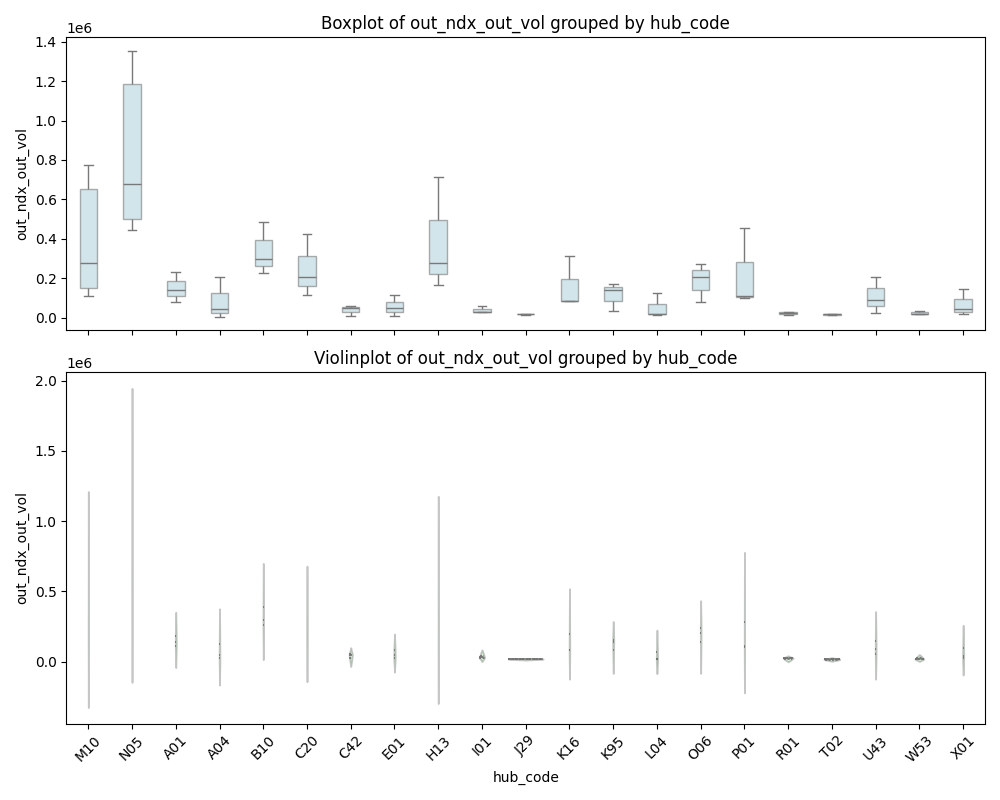 Boxplot of out_ndx_out_vol grouped by hub_code
1e6
1.4
1.2
1.0
0.8
0.6
0.4
0.2
0.0
out_ndx_out_vol
Violinplot of out_ndx_out_vol grouped by hub_code
1e6
2.0
1.5
1.0
0.5
0.0
out_ndx_out_vol
M10 N05 A01 A04 B10 C20 C42 E01 H13 I01 J29 K16 K95 L04 O06 P01 R01 T02 U43 W53 X01
hub_code